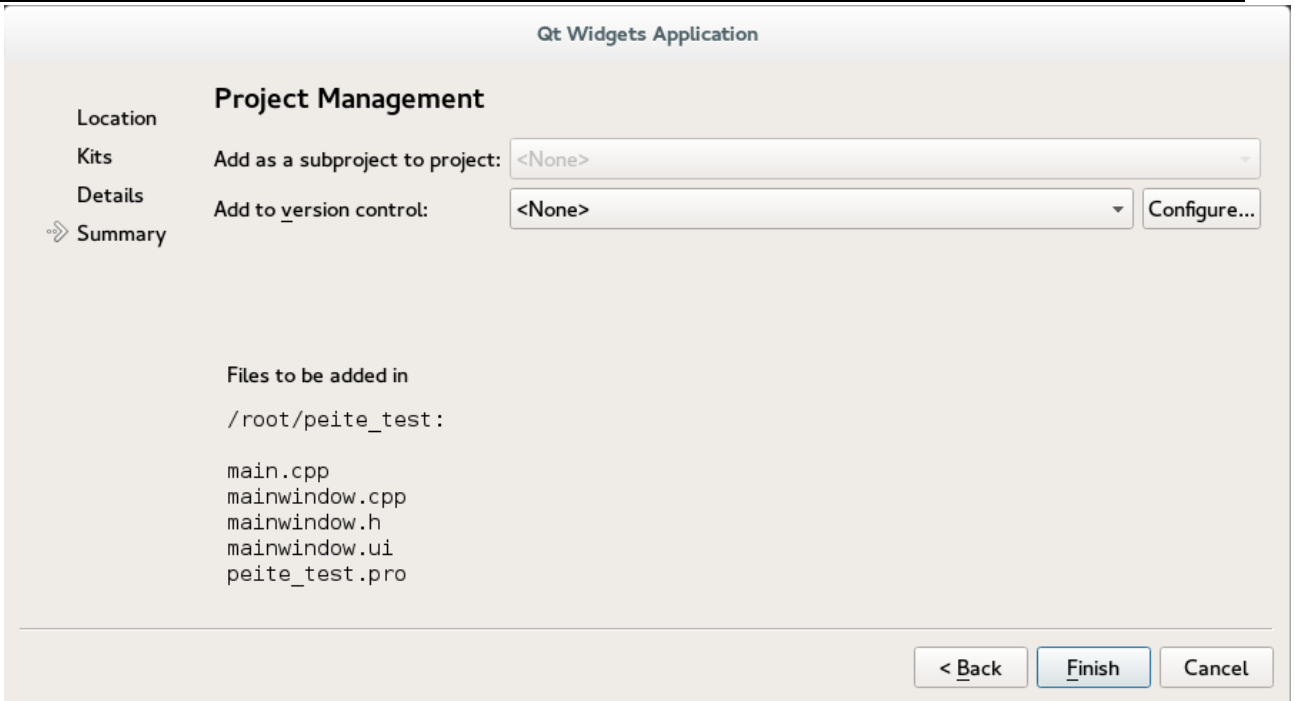 Qt Widgets Application
Location
Kits
Details
Summary
Project Management
Add as a subproject to project: <None>
Add to version control: <None> Configure...
Files to be added in
/root/peite_test:
main.cpp
mainwindow.cpp
mainwindow.h
mainwindow.ui
peite_test.pro
< Back Finish Cancel